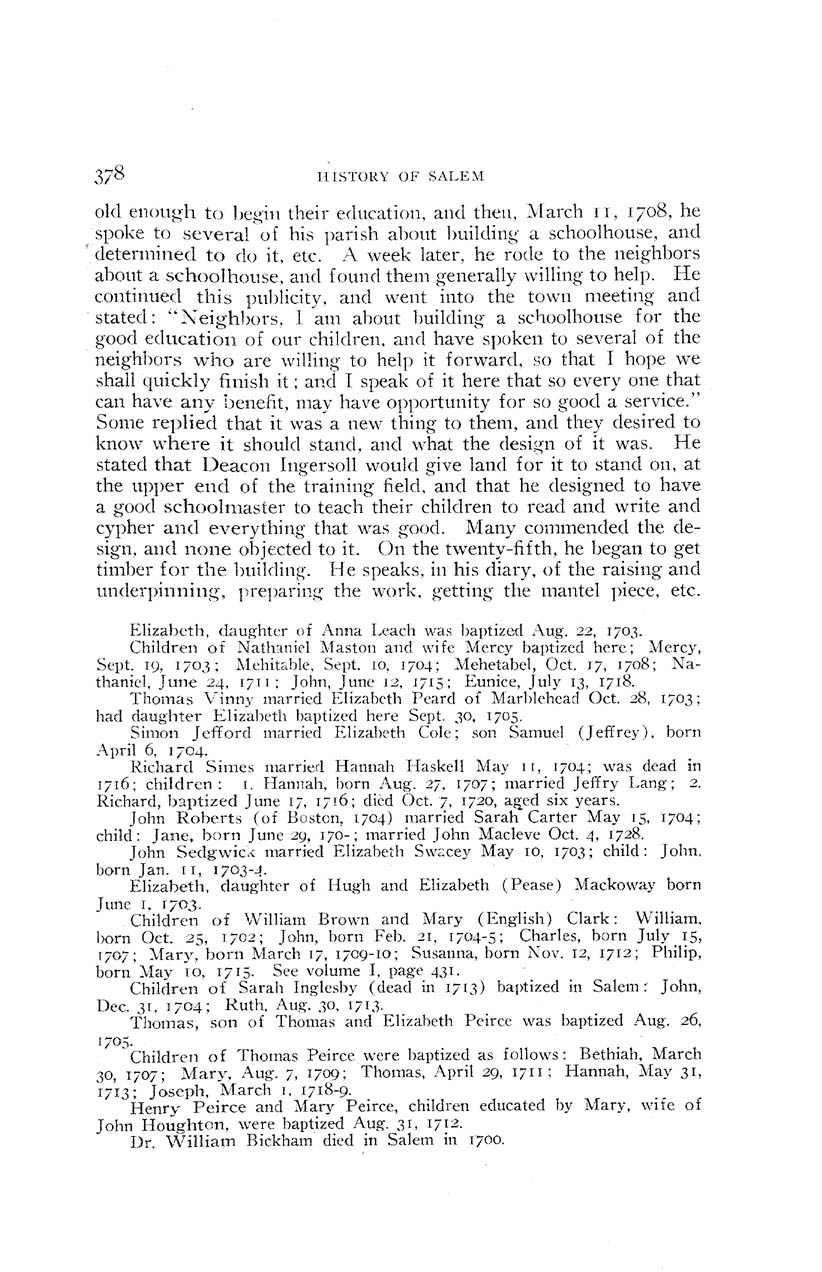 378 HISTORY OF SALEM
old enough to begin their education, and then, March 11, 1708, he
spoke to several of his parish about building a schoolhouse, and
determined to do it, etc. A week later, he rode to the neighbors
about a schoolhouse, and found them generally willing to help. He
continued this publicity, and went into the town meeting and
stated: "Neighbors, I am about building a schoolhouse for the
good education of our children, and have spoken to several of the
neighbors who are willing to help it forward, so that I hope we
shall quickly finish it; and I speak of it here that so every one that
can have any benefit, may have opportunity for so good a service."
Some replied that it was a new thing to them, and they desired to
know where it should stand, and what the design of it was. He
stated that Deacon Ingersoll would give land for it to stand on, at
the upper end of the training field, and that he designed to have
a good schoolmaster to teach their children to read and write and
cypher and everything that was good. Many commended the de-
sign, and none objected to it. On the twenty-fifth, he began to get
timber for the building. He speaks, in his diary, of the raising and
underpinning, preparing the work, getting the mantel piece, etc.
Elizabeth, daughter of Anna Leach was baptized Aug. 22, 1703.
Children of Nathaniel Maston and wife Mercy baptized here; Mercy,
Sept. 19, 1703; Mehitable, Sept. 10, 1704; Mehetabel, Oct. 17, 1708; Na-
thaniel, June 24, 1711; John, June 12, 1715; Eunice, July 13, 1718.
Thomas Vinny married Elizabeth Peard of Marblehead Oct. 28, 1703;
had daughter Elizabeth baptized here Sept. 30, 1705.
Simon Jefford married Elizabeth Cole; son Samuel (Jeffrey), born
April 6, 1704.
Richard Simes married Hannah Haskell May 11, 1704; was dead in
1716; children: 1. Hannah, born Aug. 27, 1707; married Jeffry Lang; 2.
Richard, baptized June 17, 1716; died Oct. 7, 1720, aged six years.
John Roberts (of Boston, 1704) married Sarah Carter May 15, 1704;
child: Jane, born June 29, 170-; married John Macleve Oct. 4, 1728.
John Sedgwick married Elizabeth Swacey May 10, 1703; child: John,
born Jan. 11, 1703-4.
Elizabeth, daughter of Hugh and Elizabeth (Pease) Mackoway born
June 1, 1703.
Children of William Brown and Mary (English) Clark: William,
born Oct. 25, 1702; John, born Feb. 21, 1704-5; Charles, born July 15,
1707; Mary, born March 17, 1709-10; Susanna, born Nov. 12, 1712; Philip,
born May 10, 1715. See volume I, page 431.
Children of Sarah Inglesby (dead in 1713) baptized in Salem: John,
Dec. 31, 1704; Ruth, Aug. 30, 1713.
Thomas, son of Thomas and Elizabeth Peirce was baptized Aug. 26,
1705.
Children of Thomas Peirce were baptized as follows: Bethiah, March
30, 1707; Mary, Aug. 7, 1709; Thomas, April 29, 1711; Hannah, May 31,
1713; Joseph, March 1, 1718-9.
Henry Peirce and Mary Peirce, children educated by Mary, wife of
John Houghton, were baptized Aug. 31, 1712.
Dr. William Bickham died in Salem in 1700.